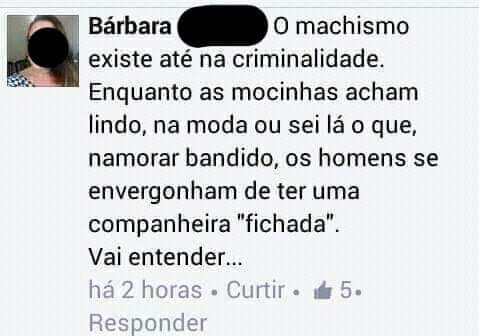 Bárbara O machismo
existe até na criminalidade.
Enquanto as mocinhas acham
lindo, na moda ou sei lá o que,
namorar bandido, os homens se
envergonham de ter uma
companheira "fichada".
Vai entender...
há 2 horas • Curtir • 5•
Responder